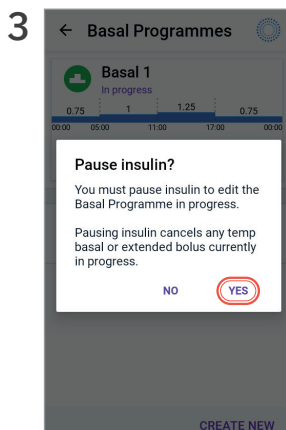 3
Basal Programmes
Basal 1
In progress
0.75 1 1.25 0.75
00:00 05:00 11:00 17:00 00:00
Pause insulin?
You must pause insulin to edit the
Basal Programme in progress.
Pausing insulin cancels any temp
basal or extended bolus currently
in progress.
NO YES
CREATE NEW